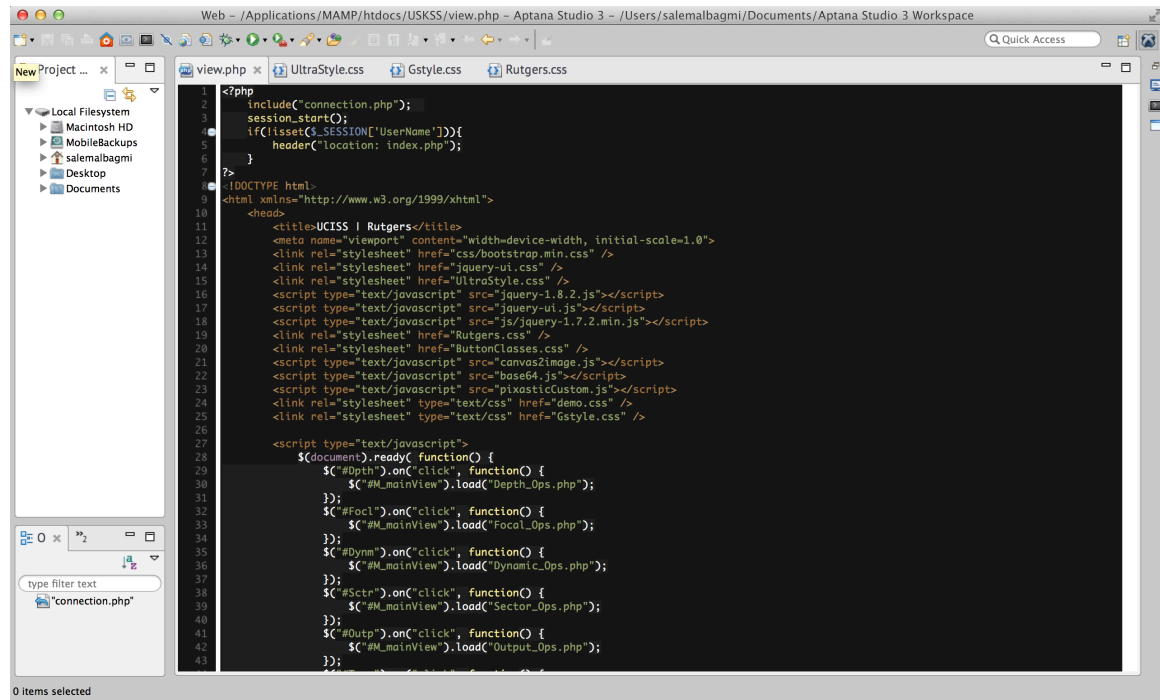 Web – /Applications/MAMP/htdocs/USKSS/view.php – Aptana Studio 3 – /Users/salemalbagmi/Documents/Aptana Studio 3 Workspace
Quick Access
New
Project ...
Local Filesystem
Macintosh HD
MobileBackups
salemalbagmi
Desktop
Documents
O
»2
type filter text
"connection.php"
view.php
UltraStyle.css
Gstyle.css
Rutgers.css
1 <?php
2     include("connection.php");
3     session_start();
4     if(!isset($_SESSION['UserName'])){
5         header("location: index.php");
6     }
7 ?>
8 <!DOCTYPE html>
9 <html xmlns="http://www.w3.org/1999/xhtml">
10     <head>
11         <title>UCISS | Rutgers</title>
12         <meta name="viewport" content="width=device-width, initial-scale=1.0">
13         <link rel="stylesheet" href="css/bootstrap.min.css" />
14         <link rel="stylesheet" href="jquery-ui.css" />
15         <link rel="stylesheet" href="UltraStyle.css" />
16         <script type="text/javascript" src="jquery-1.8.2.js"></script>
17         <script type="text/javascript" src="jquery-ui.js"></script>
18         <script type="text/javascript" src="js/jquery-1.7.2.min.js"></script>
19         <link rel="stylesheet" href="Rutgers.css" />
20         <link rel="stylesheet" href="ButtonClasses.css" />
21         <script type="text/javascript" src="canvas2image.js"></script>
22         <script type="text/javascript" src="base64.js"></script>
23         <script type="text/javascript" src="pixasticCustom.js"></script>
24         <link rel="stylesheet" type="text/css" href="demo.css" />
25         <link rel="stylesheet" type="text/css" href="Gstyle.css" />
26
27         <script type="text/javascript">
28             $(document).ready( function() {
29                 $("#Dpth").on("click", function() {
30                     $("#M_mainView").load("Depth_Ops.php");
31                 });
32                 $("#Focl").on("click", function() {
33                     $("#M_mainView").load("Focal_Ops.php");
34                 });
35                 $("#Dynm").on("click", function() {
36                     $("#M_mainView").load("Dynamic_Ops.php");
37                 });
38                 $("#Sctr").on("click", function() {
39                     $("#M_mainView").load("Sector_Ops.php");
40                 });
41                 $("#Outp").on("click", function() {
42                     $("#M_mainView").load("Output_Ops.php");
43                 });
0 items selected